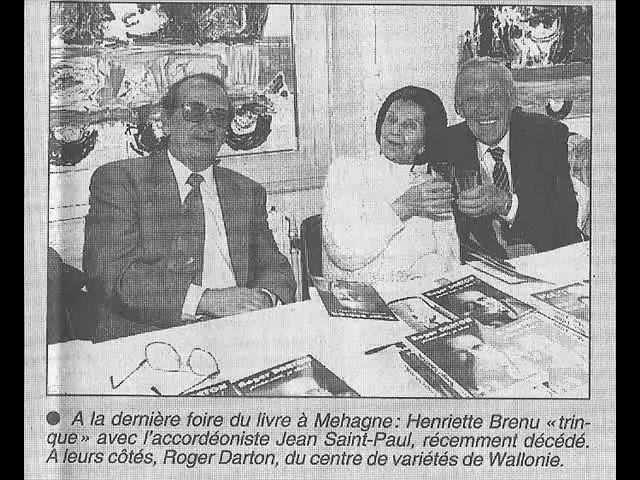 ● A la dernière foire du livre à Mehagne : Henriette Brenu « trin-
que » avec l'accordéoniste Jean Saint-Paul, récemment décédé.
À leurs côtés, Roger Darton, du centre de variétés de Wallonie.